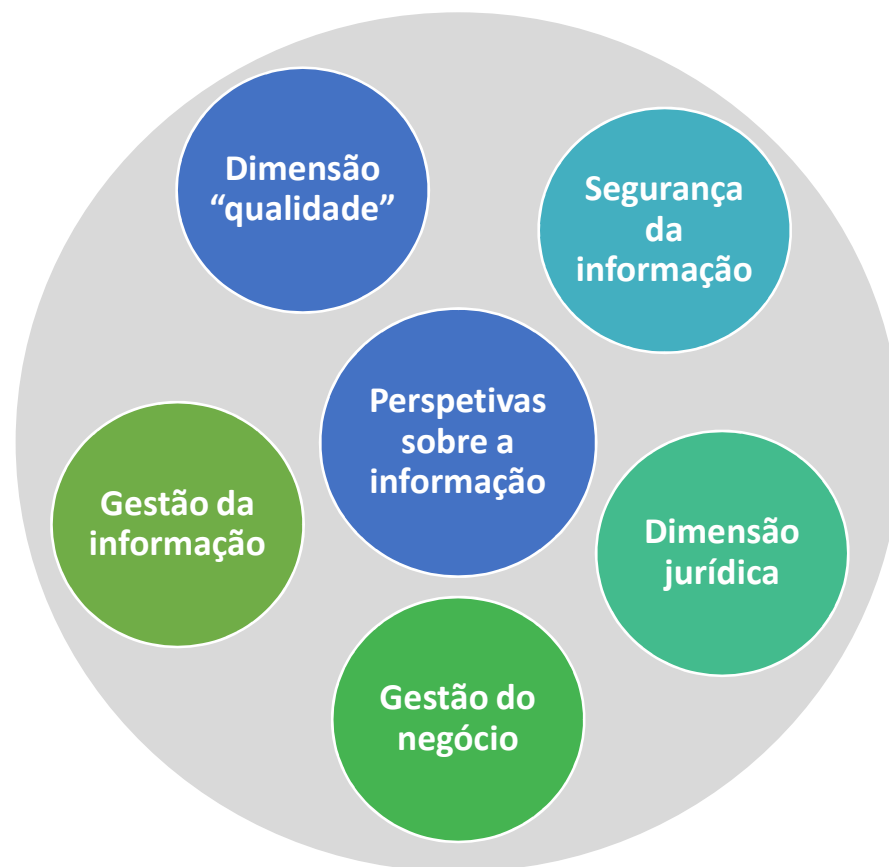 Dimensão
“qualidade”
Segurança
da
informação
Perspetivas
sobre a
informação
Gestão da
informação
Dimensão
jurídica
Gestão do
negócio